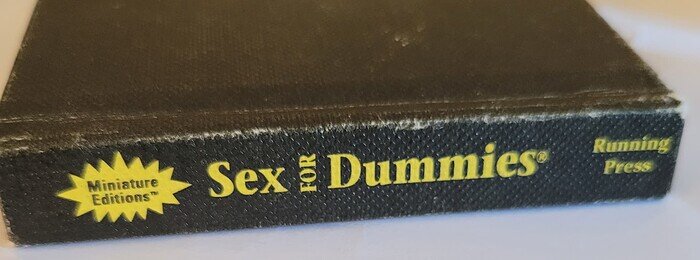 Miniature
Editions™
Sex FOR Dummies®
Running
Press